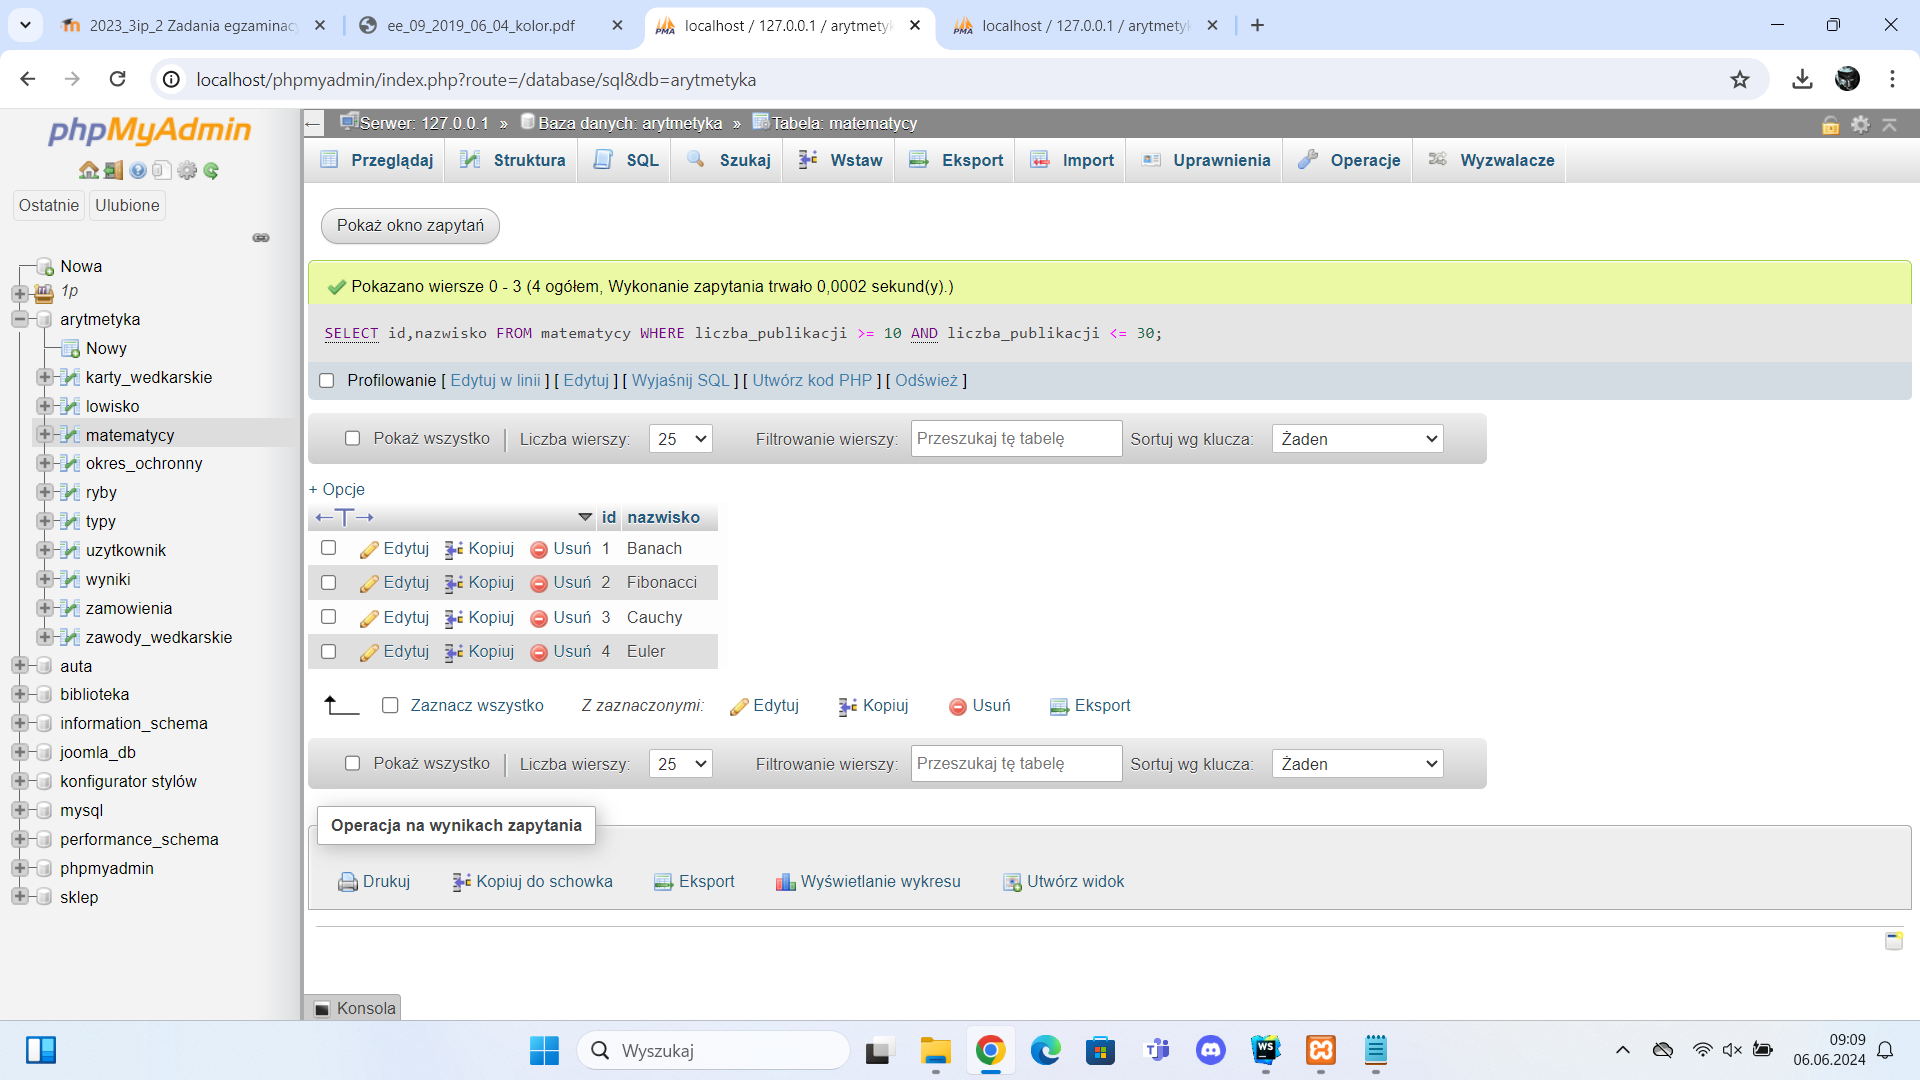 2023_3ip_2 Zadania egzaminac
ee_09_2019_06_04_kolor.pdf
localhost / 127.0.0.1 / arytmetyk
localhost / 127.0.0.1 / arytmetyk
localhost/phpmyadmin/index.php?route=/database/sql&db=arytmetyka
phpMyAdmin
Ostatnie
Ulubione
Nowa
1p
arytmetyka
Nowy
karty_wedkarskie
lowisko
matematycy
okres_ochronny
ryby
typy
uzytkownik
wyniki
zamowienia
zawody_wedkarskie
auta
biblioteka
information_schema
joomla_db
konfigurator stylów
mysql
performance_schema
phpmyadmin
sklep
Serwer: 127.0.0.1 » Baza danych: arytmetyka » Tabela: matematycy
Przeglądaj Struktura SQL Szukaj Wstaw Eksport Import Uprawnienia Operacje Wyzwalacze
Pokaż okno zapytań
Pokazano wiersze 0 - 3 (4 ogółem, Wykonanie zapytania trwało 0,0002 sekund(y).)
SELECT id,nazwisko FROM matematycy WHERE liczba_publikacji >= 10 AND liczba_publikacji <= 30;
Profilowanie [ Edytuj w linii ] [ Edytuj ] [ Wyjaśnij SQL ] [ Utwórz kod PHP ] [ Odśwież ]
Pokaż wszystko | Liczba wierszy: 25 Filtrowanie wierszy: Przeszukaj tę tabelę Sortuj wg klucza: Żaden
+ Opcje
←T→ id nazwisko
Edytuj Kopiuj Usuń 1 Banach
Edytuj Kopiuj Usuń 2 Fibonacci
Edytuj Kopiuj Usuń 3 Cauchy
Edytuj Kopiuj Usuń 4 Euler
Zaznacz wszystko Z zaznaczonymi: Edytuj Kopiuj Usuń Eksport
Pokaż wszystko | Liczba wierszy: 25 Filtrowanie wierszy: Przeszukaj tę tabelę Sortuj wg klucza: Żaden
Operacja na wynikach zapytania
Drukuj Kopiuj do schowka Eksport Wyświetlanie wykresu Utwórz widok
Konsola
Wyszukaj
09:09
06.06.2024